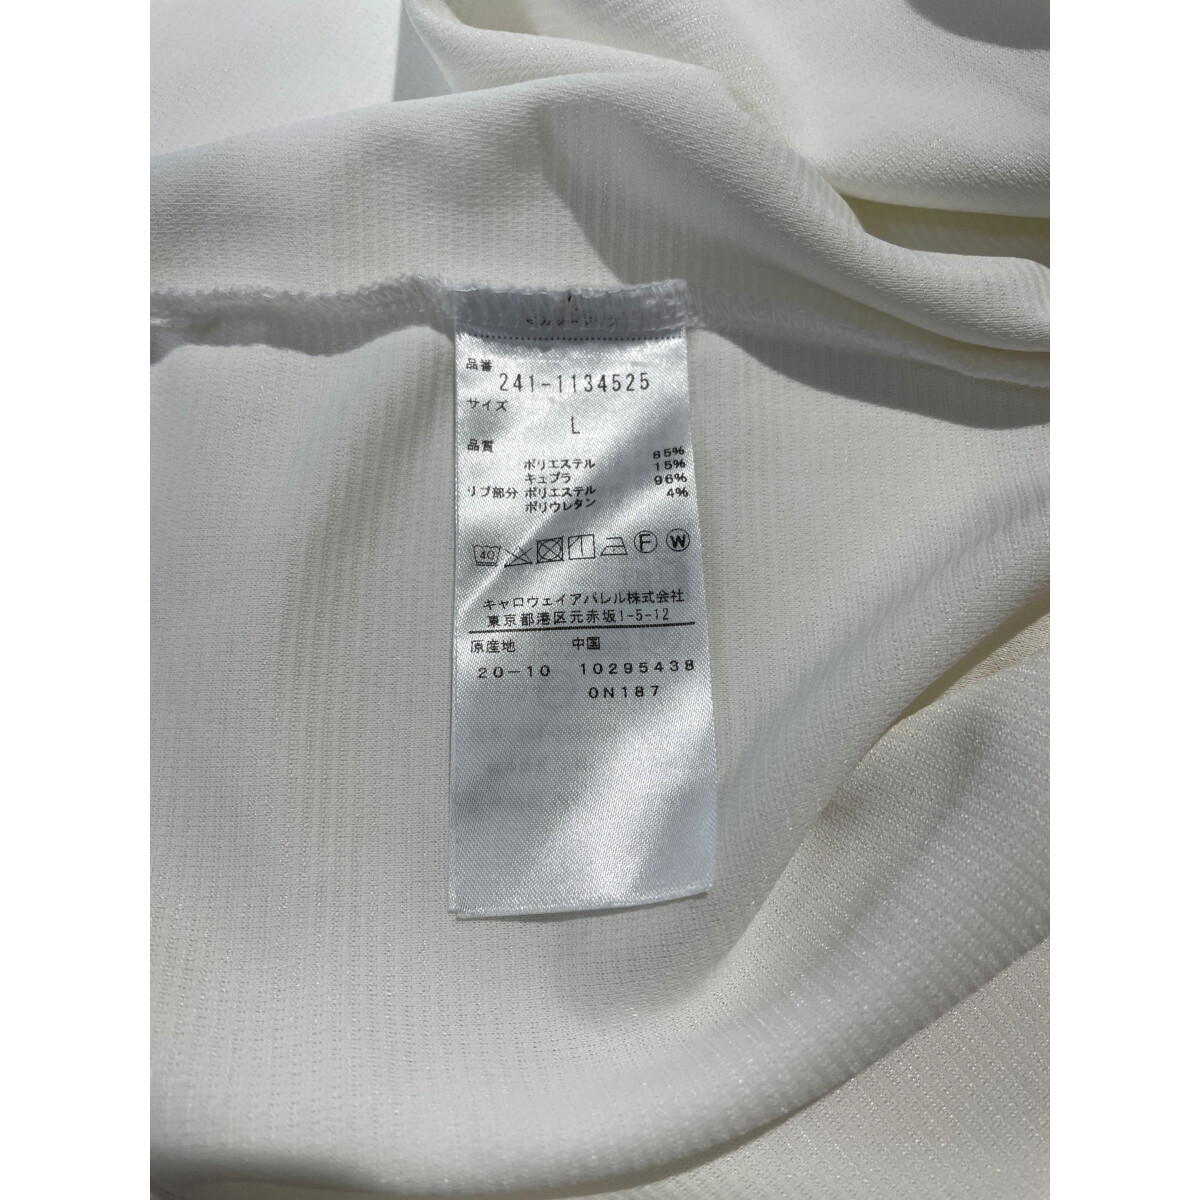 品番
241-1134525
サイズ
L
品質
ポリエステル 85%
キュプラ 15%
リブ部分 ポリエステル 96%
ポリウレタン 4%
40 F W
キャロウェイアパレル株式会社
東京都港区元赤坂1-5-12
原産地 中国
20-10 10295438
0N187